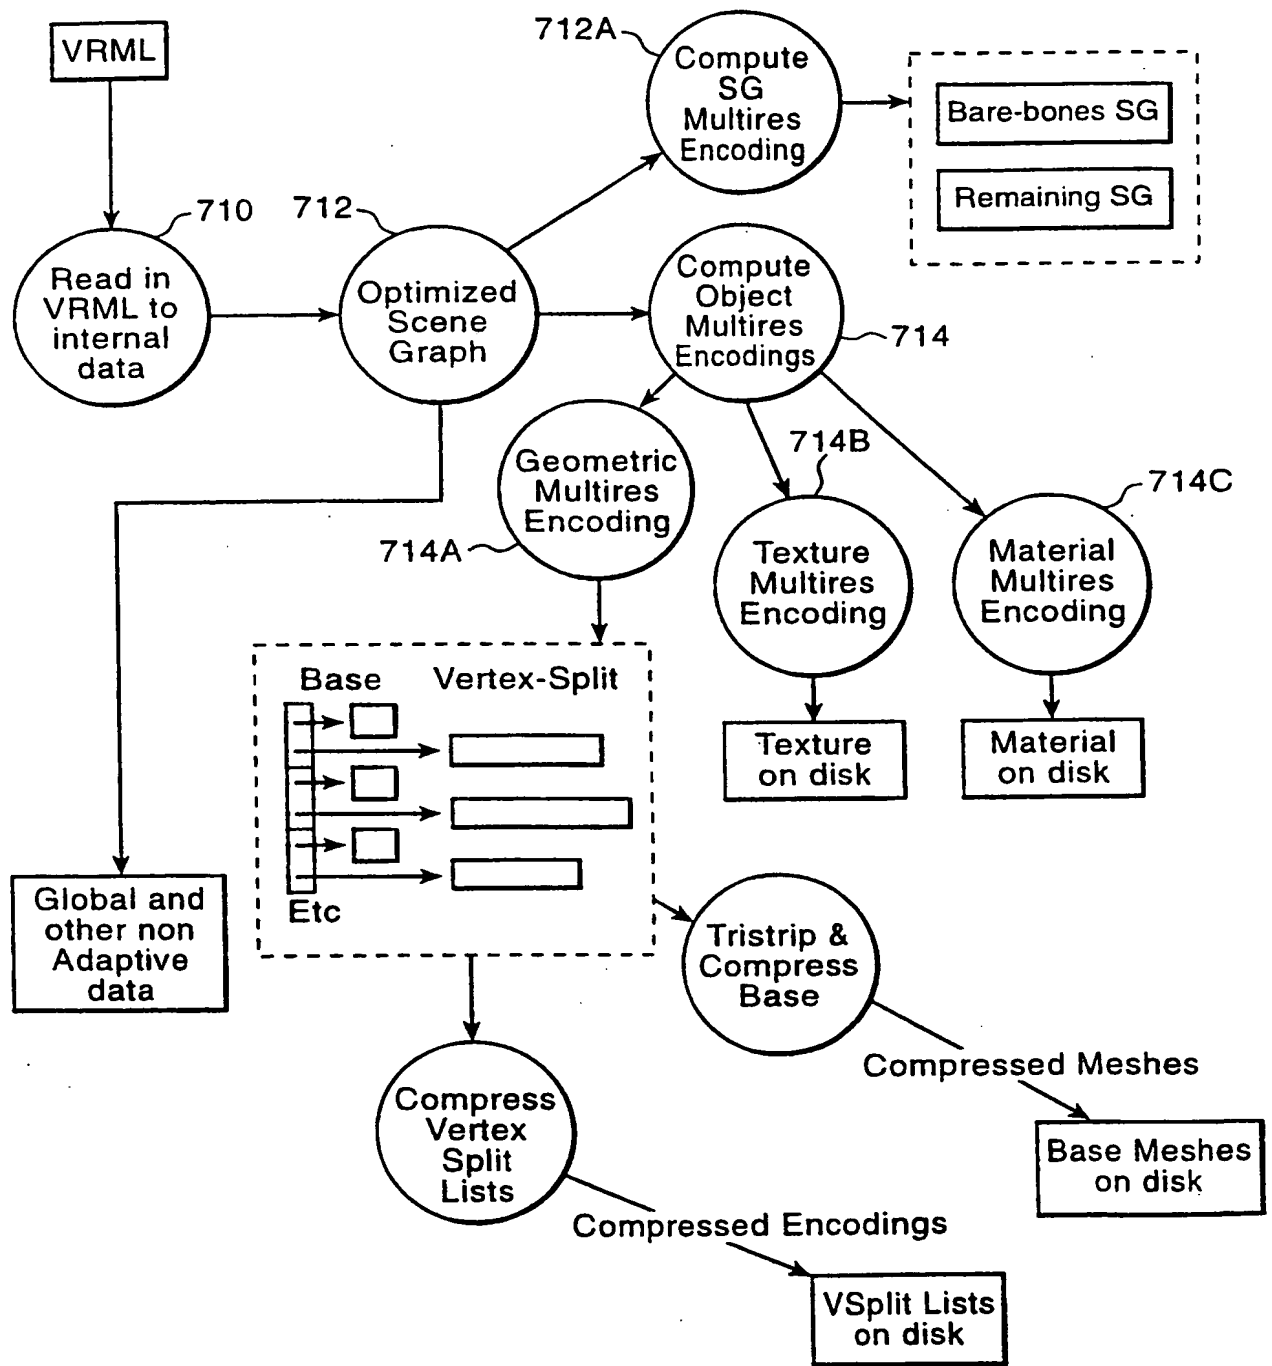 VRML
712A
Compute
SG
Multires
Encoding
Bare-bones SG
Remaining SG
710
712
Read in
VRML to
internal
data
Optimized
Scene
Graph
Compute
Object
Multires
Encodings
714
Geometric
Multires
Encoding
714A
714B
Texture
Multires
Encoding
714C
Material
Multires
Encoding
Base
Vertex-Split
Etc
Texture
on disk
Material
on disk
Global and
other non
Adaptive
data
Tristrip &
Compress
Base
Compressed Meshes
Base Meshes
on disk
Compress
Vertex
Split
Lists
Compressed Encodings
VSplit Lists
on disk